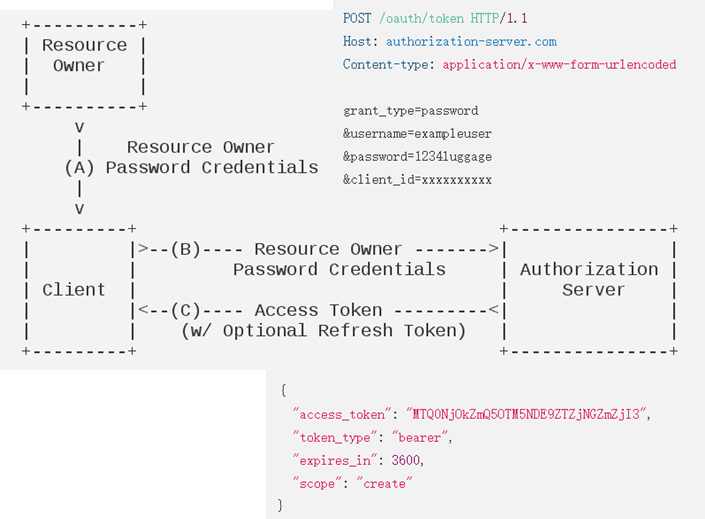 POST /oauth/token HTTP/1.1
Host: authorization-server.com
Content-type: application/x-www-form-urlencoded
grant_type=password
&username=exampleuser
&password=1234luggage
&client_id=xxxxxxxxxx
Resource
Owner
v
Resource Owner
(A) Password Credentials
v
>--(B)---- Resource Owner ------->
Password Credentials
Client
Authorization
Server
<--(C)---- Access Token ---------<
(w/ Optional Refresh Token)
{
"access_token": "MTQ0NjOkZmQ5OTM5NDE9ZTZjNGZmZjI3",
"token_type": "bearer",
"expires_in": 3600,
"scope": "create"
}